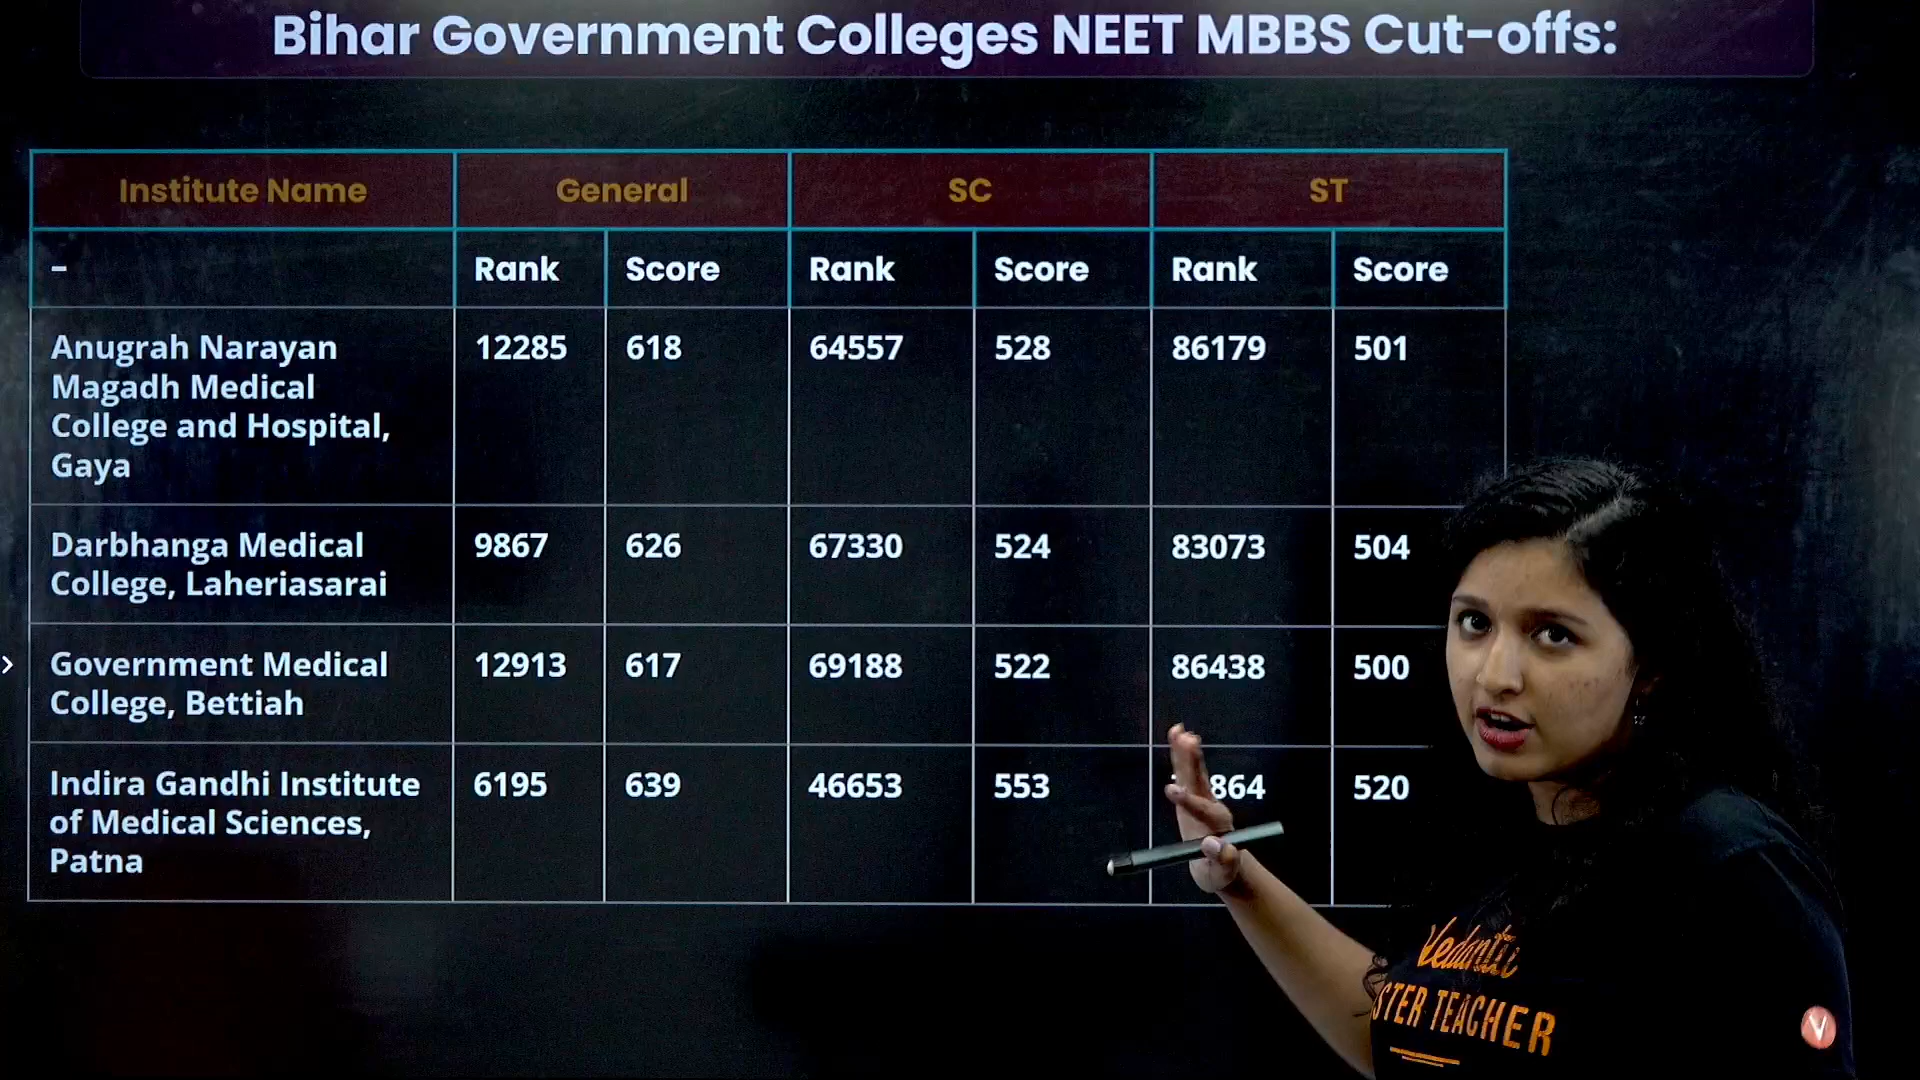 Bihar Government Colleges NEET MBBS Cut-offs:
Institute Name General SC ST
- Rank Score Rank Score Rank Score
Anugrah Narayan 12285 618 64557 528 86179 501
Magadh Medical
College and Hospital,
Gaya
Darbhanga Medical 9867 626 67330 524 83073 504
College, Laheriasarai
Government Medical 12913 617 69188 522 86438 500
College, Bettiah
Indira Gandhi Institute 6195 639 46653 553 520
of Medical Sciences,
Patna
Vedantu
TEACHER
V